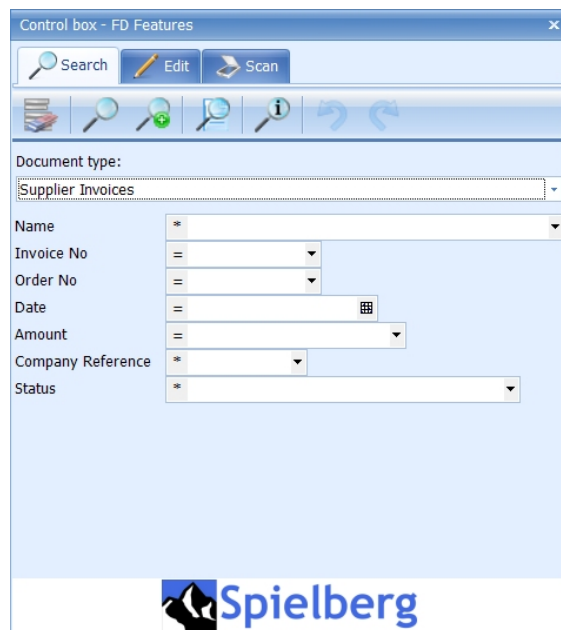 Control box - FD Features
Search Edit Scan
Document type:
Supplier Invoices
Name *
Invoice No =
Order No =
Date =
Amount =
Company Reference *
Status *
Spielberg